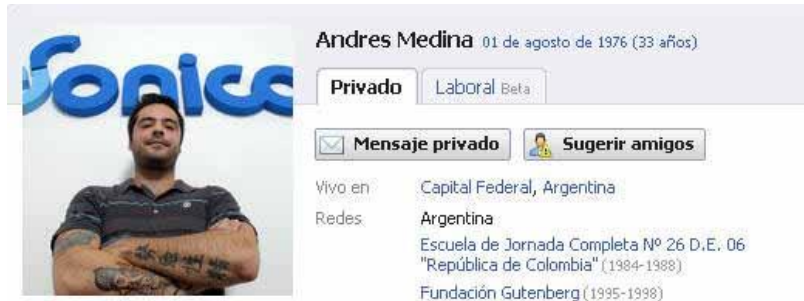 Sonico
Andres Medina 01 de agosto de 1976 (33 años)
Privado Laboral Beta
Mensaje privado Sugerir amigos
Vivo en Capital Federal, Argentina
Redes Argentina
Escuela de Jornada Completa Nº 26 D.E. 06
"República de Colombia" (1984-1988)
Fundación Gutenberg (1995-1998)